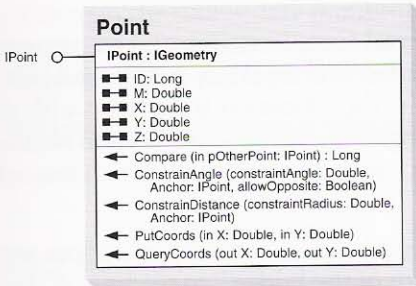 Point
IPoint
IPoint : IGeometry
ID: Long
M: Double
X: Double
Y: Double
Z: Double
Compare (in pOtherPoint: IPoint) : Long
ConstrainAngle (constraintAngle: Double,
Anchor: IPoint, allowOpposite: Boolean)
ConstrainDistance (constraintRadius: Double,
Anchor: IPoint)
PutCoords (in X: Double, in Y: Double)
QueryCoords (out X: Double, out Y: Double)